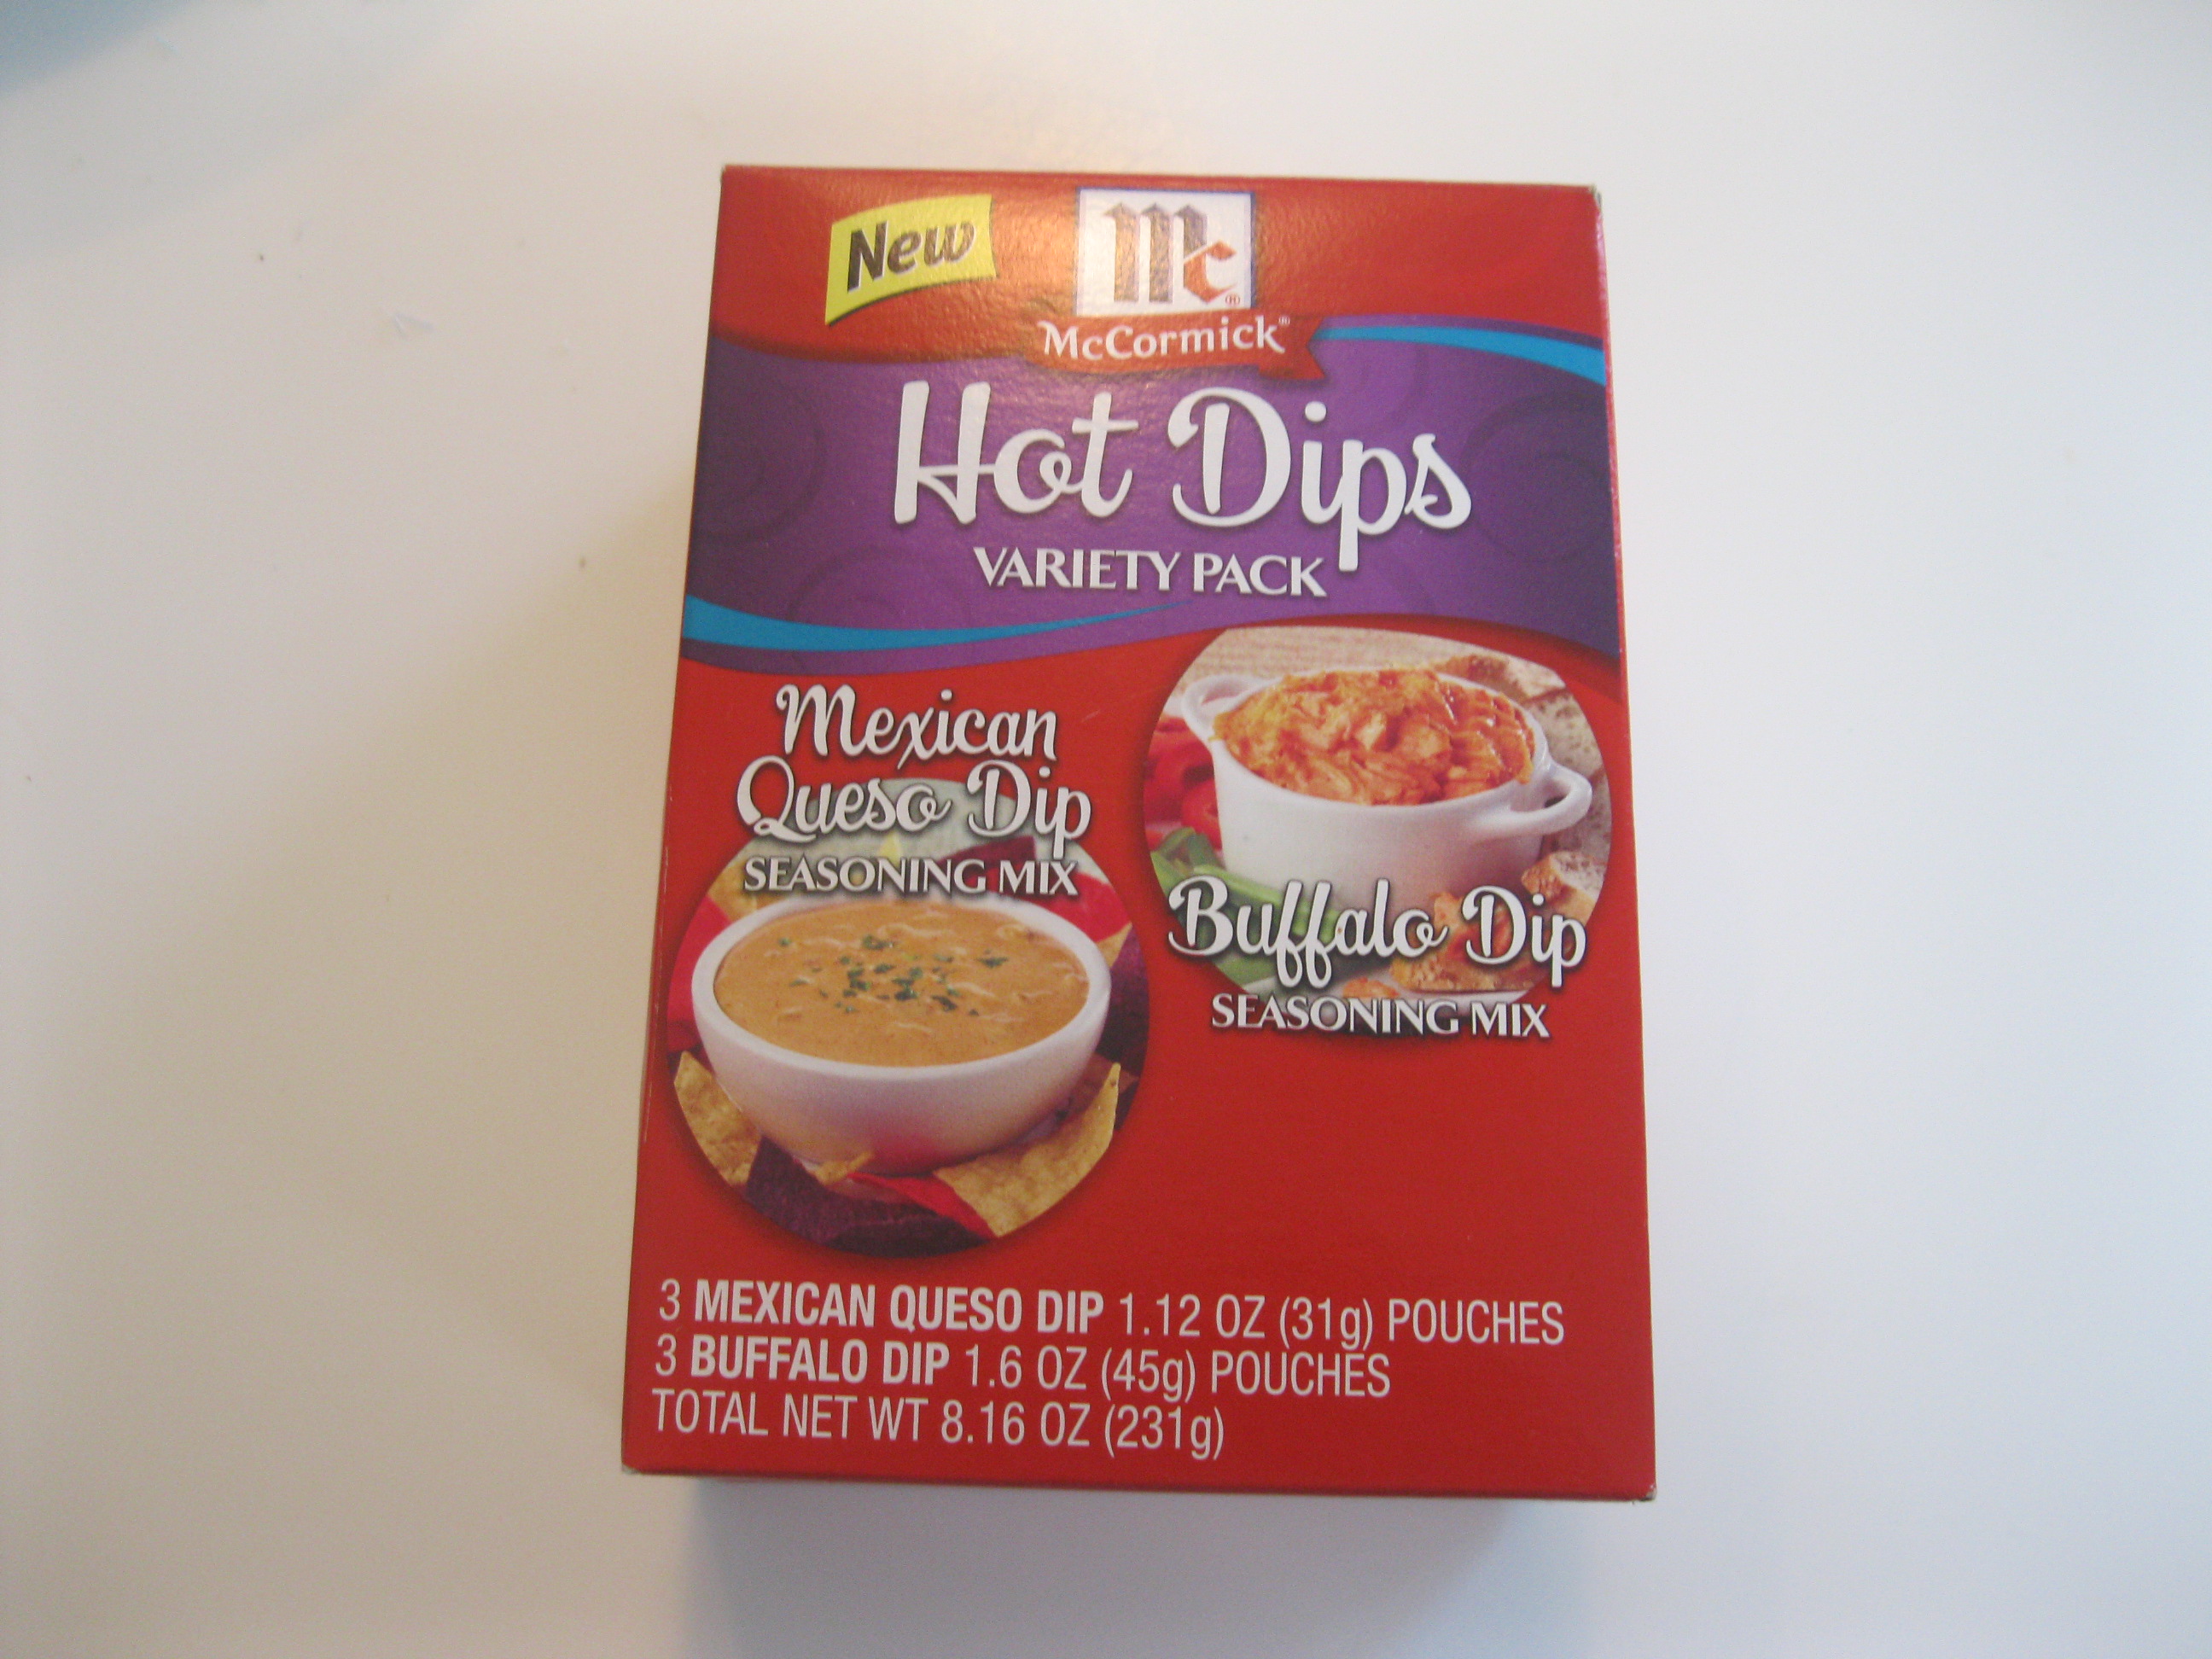 New
Mc®
McCormick®
Hot Dips
VARIETY PACK
Mexican
Queso Dip
SEASONING MIX
Buffalo Dip
SEASONING MIX
3 MEXICAN QUESO DIP 1.12 OZ (31g) POUCHES
3 BUFFALO DIP 1.6 OZ (45g) POUCHES
TOTAL NET WT 8.16 OZ (231g)